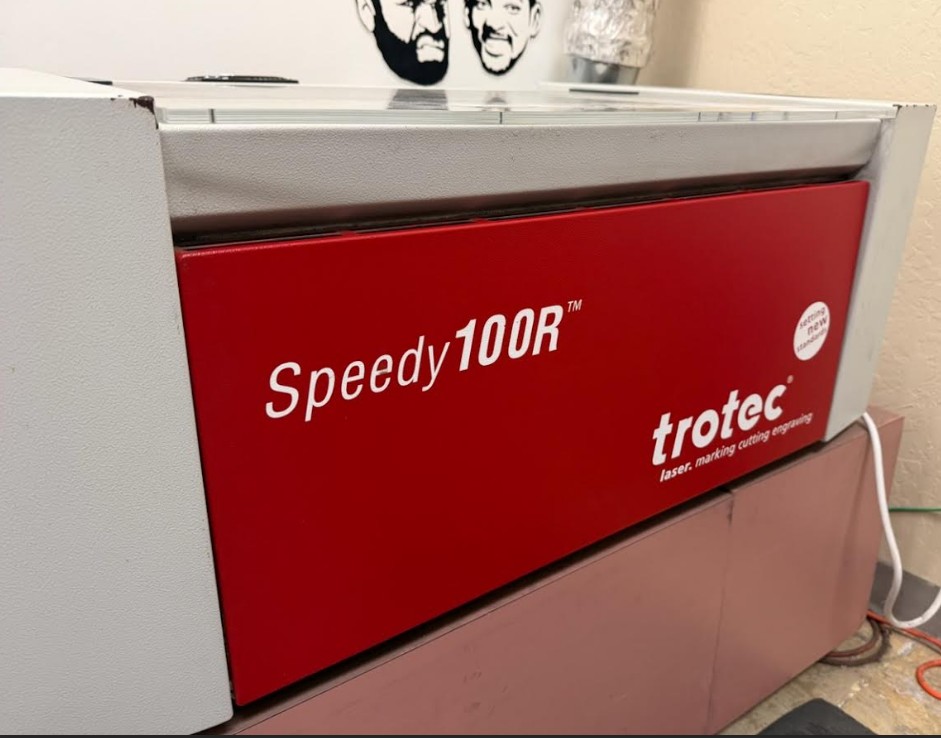 Speedy100R™
setting
new
standards
trotec®
laser. marking cutting engraving